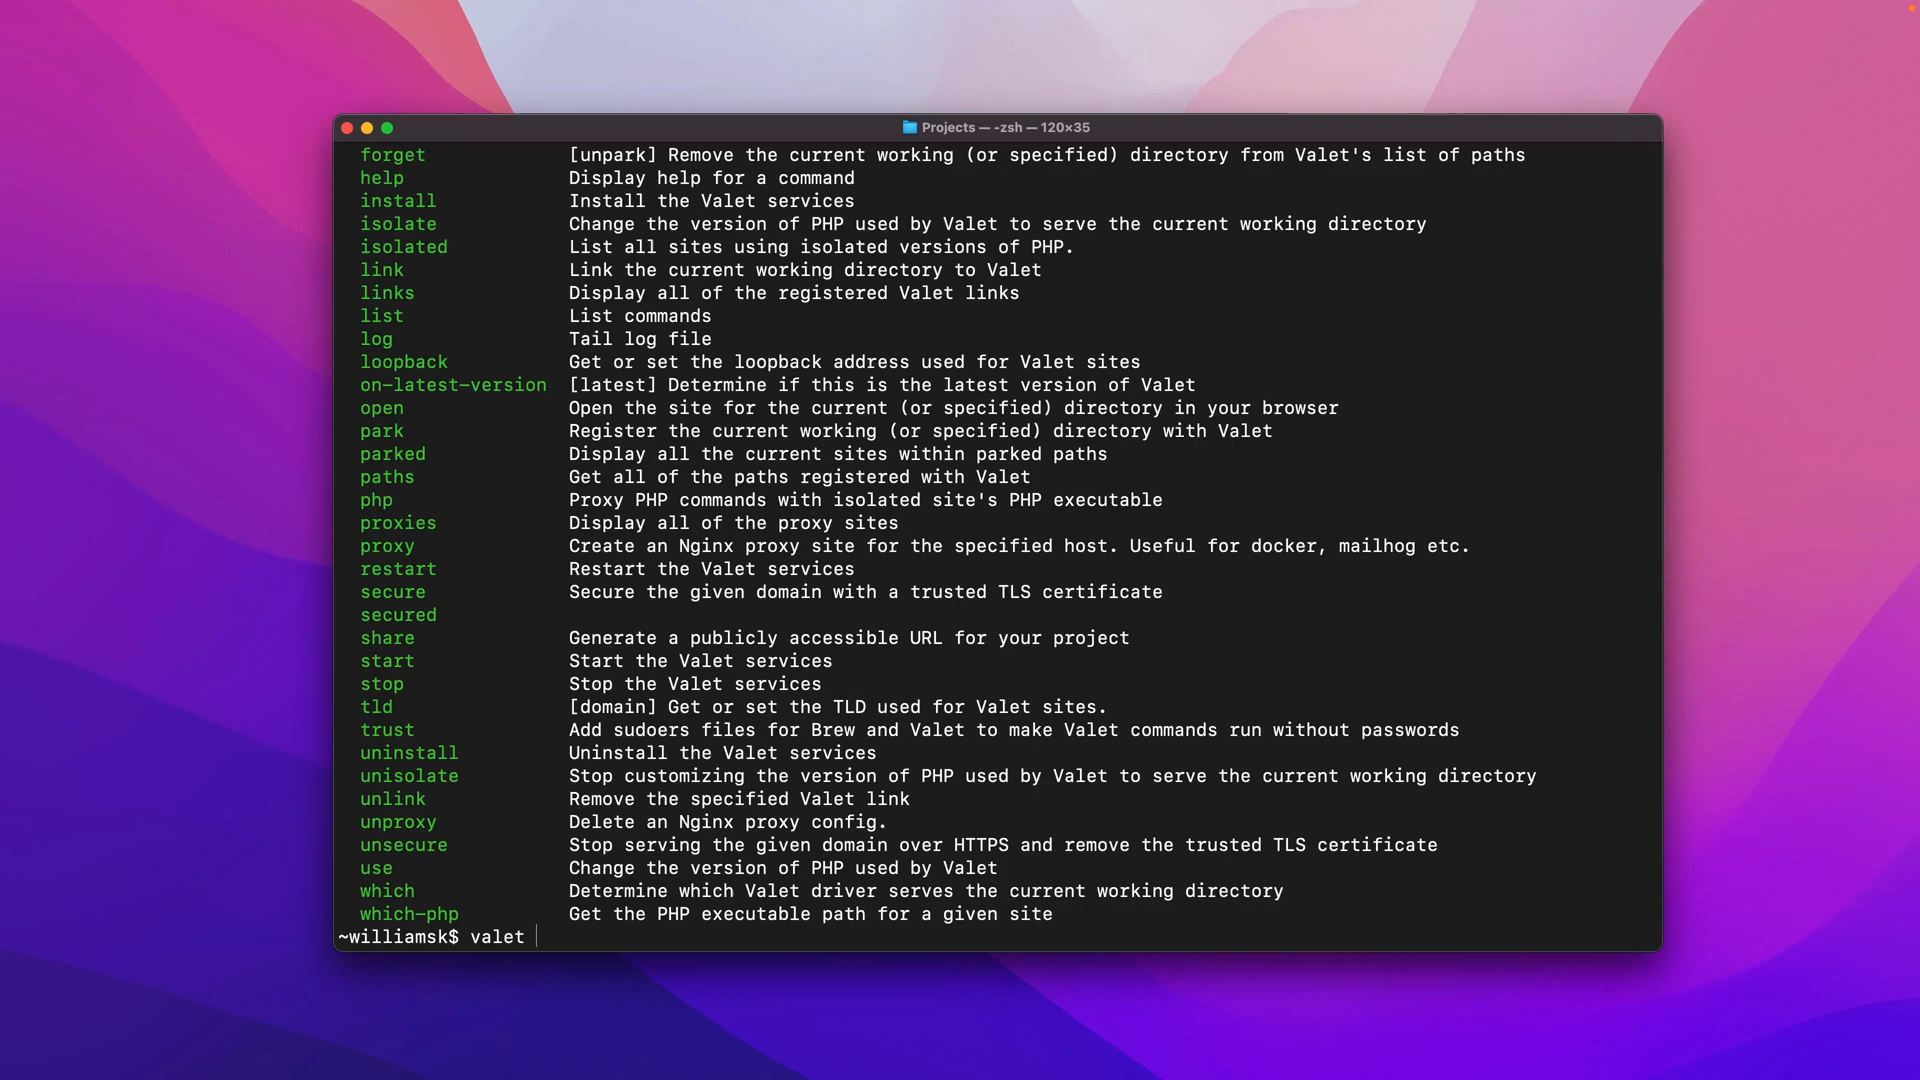 Projects — -zsh — 120×35
forget [unpark] Remove the current working (or specified) directory from Valet's list of paths
help Display help for a command
install Install the Valet services
isolate Change the version of PHP used by Valet to serve the current working directory
isolated List all sites using isolated versions of PHP.
link Link the current working directory to Valet
links Display all of the registered Valet links
list List commands
log Tail log file
loopback Get or set the loopback address used for Valet sites
on-latest-version [latest] Determine if this is the latest version of Valet
open Open the site for the current (or specified) directory in your browser
park Register the current working (or specified) directory with Valet
parked Display all the current sites within parked paths
paths Get all of the paths registered with Valet
php Proxy PHP commands with isolated site's PHP executable
proxies Display all of the proxy sites
proxy Create an Nginx proxy site for the specified host. Useful for docker, mailhog etc.
restart Restart the Valet services
secure Secure the given domain with a trusted TLS certificate
secured
share Generate a publicly accessible URL for your project
start Start the Valet services
stop Stop the Valet services
tld [domain] Get or set the TLD used for Valet sites.
trust Add sudoers files for Brew and Valet to make Valet commands run without passwords
uninstall Uninstall the Valet services
unisolate Stop customizing the version of PHP used by Valet to serve the current working directory
unlink Remove the specified Valet link
unproxy Delete an Nginx proxy config.
unsecure Stop serving the given domain over HTTPS and remove the trusted TLS certificate
use Change the version of PHP used by Valet
which Determine which Valet driver serves the current working directory
which-php Get the PHP executable path for a given site
~williamsk$ valet